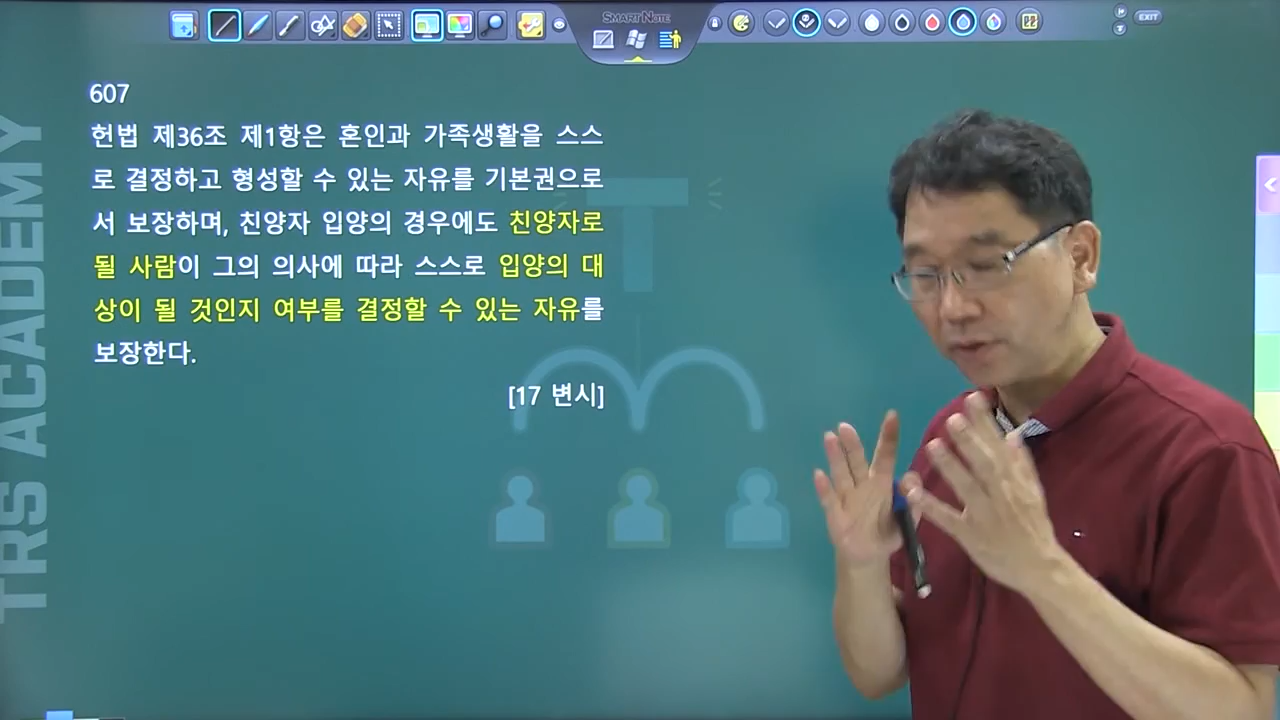 SMARTNOTE
EXIT
TRS ACADEMY
607
헌법 제36조 제1항은 혼인과 가족생활을 스스
로 결정하고 형성할 수 있는 자유를 기본권으로
서 보장하며, 친양자 입양의 경우에도 친양자로
될 사람이 그의 의사에 따라 스스로 입양의 대
상이 될 것인지 여부를 결정할 수 있는 자유를
보장한다.
[17 변시]